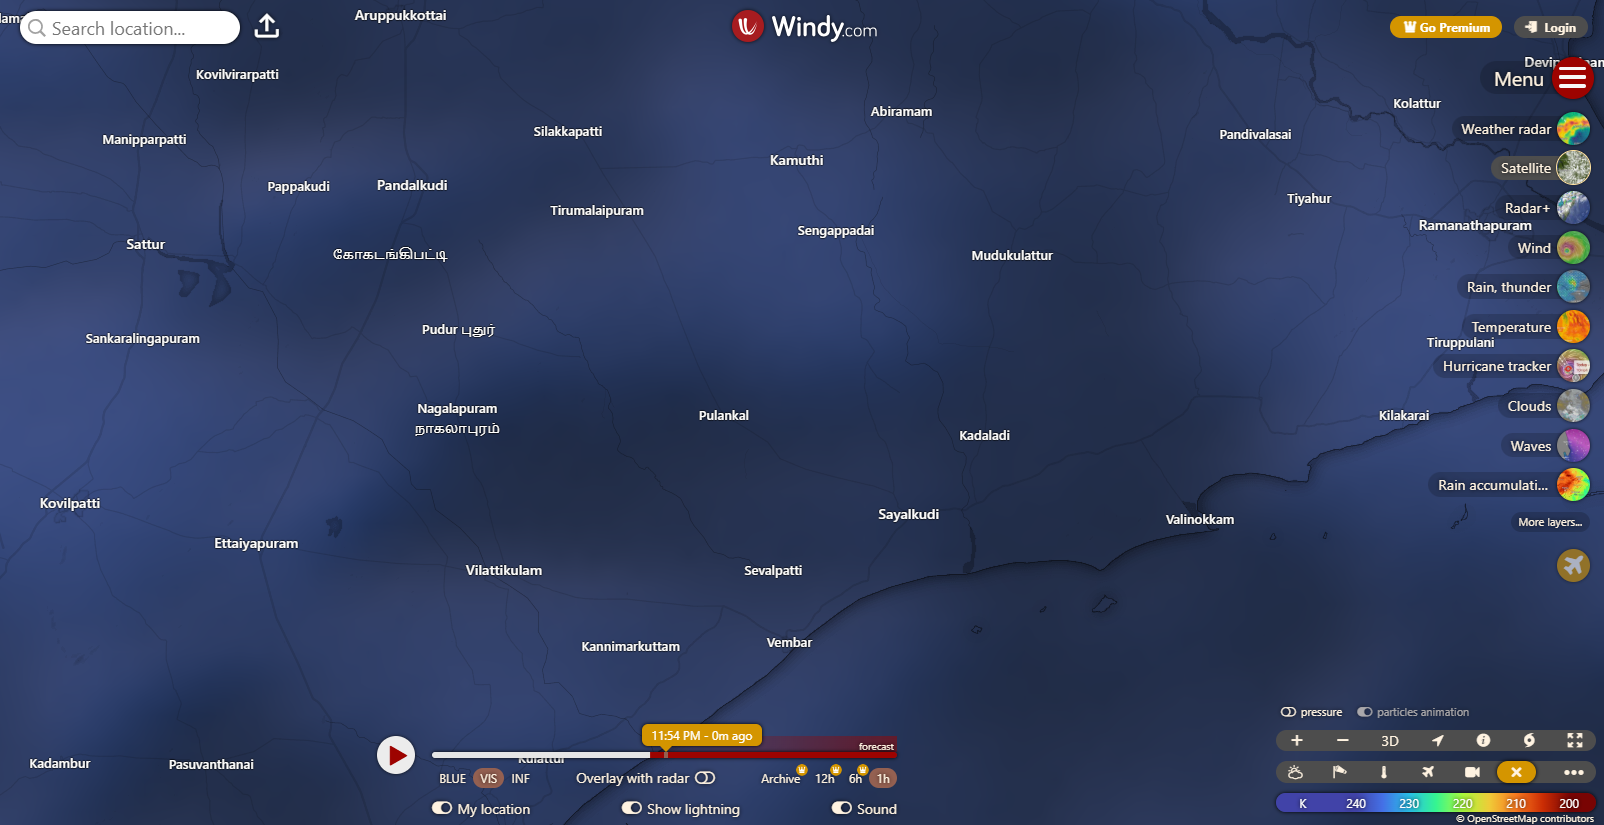 Search location...
Windy.com
Go Premium
Login
Menu
Weather radar
Satellite
Radar+
Wind
Rain, thunder
Temperature
Hurricane tracker
Clouds
Waves
Rain accumulati...
More layers...
Aruppukkottai
Kovilvirarpatti
Kolattur
Abiramam
Silakkapatti
Pandivalasai
Manipparpatti
Kamuthi
Pappakudi
Pandalkudi
Tiyahur
Tirumalaipuram
Ramanathapuram
Sengappadai
Sattur
கோகடங்கிபட்டி
Mudukulattur
Pudur புதுர்
Sankaralingapuram
Tiruppulani
Nagalapuram
நாகலாபுரம்
Pulankal
Kilakarai
Kadaladi
Kovilpatti
Sayalkudi
Valinokkam
Ettaiyapuram
Vilattikulam
Sevalpatti
Vembar
Kannimarkuttam
Kadambur
Pasuvanthanai
Kulattur
11:54 PM - 0m ago
forecast
BLUE VIS INF
Overlay with radar
Archive 12h 6h 1h
My location
Show lightning
Sound
pressure
particles animation
3D
K 240 230 220 210 200
© OpenStreetMap contributors